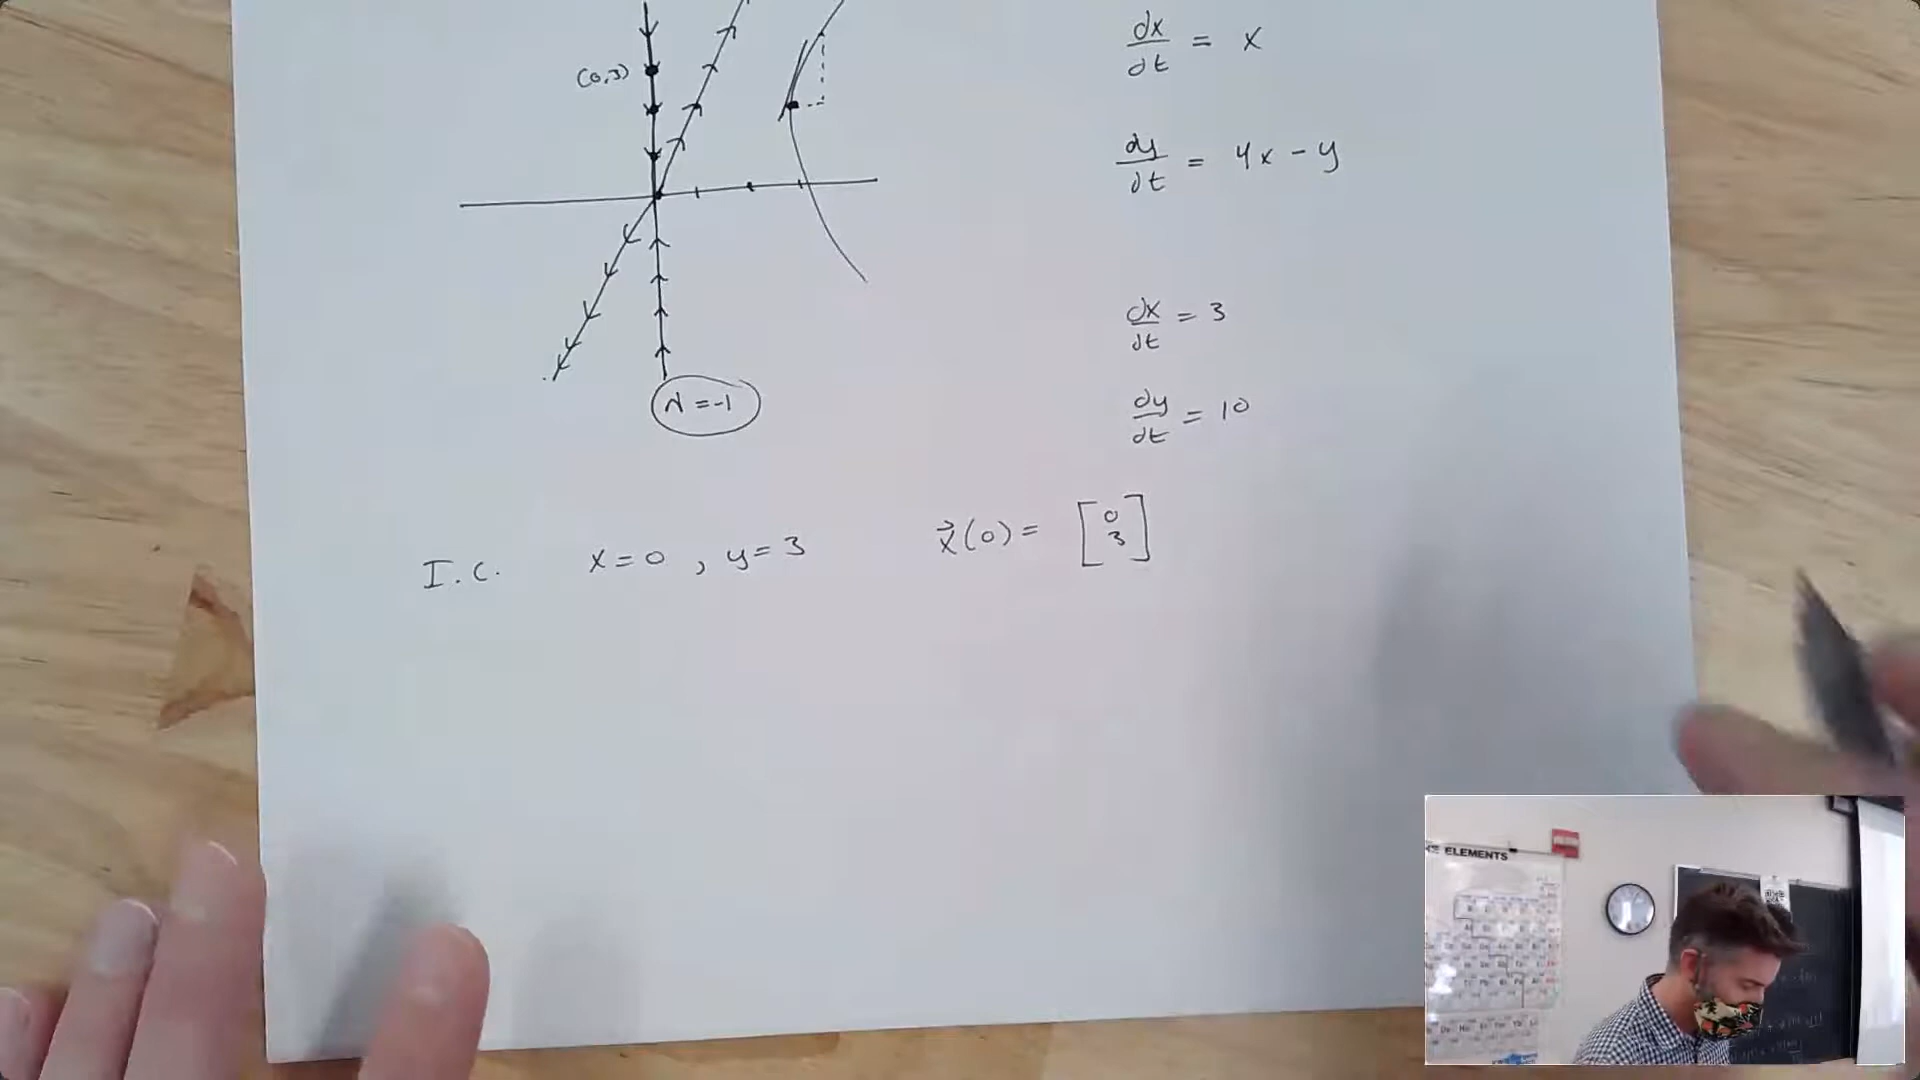 (0,3)
dx/dt = x
dy/dt = 4x - y
dx/dt = 3
dy/dt = 10
λ = -1
I.C. x = 0 , y = 3 x⃗(0) = [0 3]
ELEMENTS